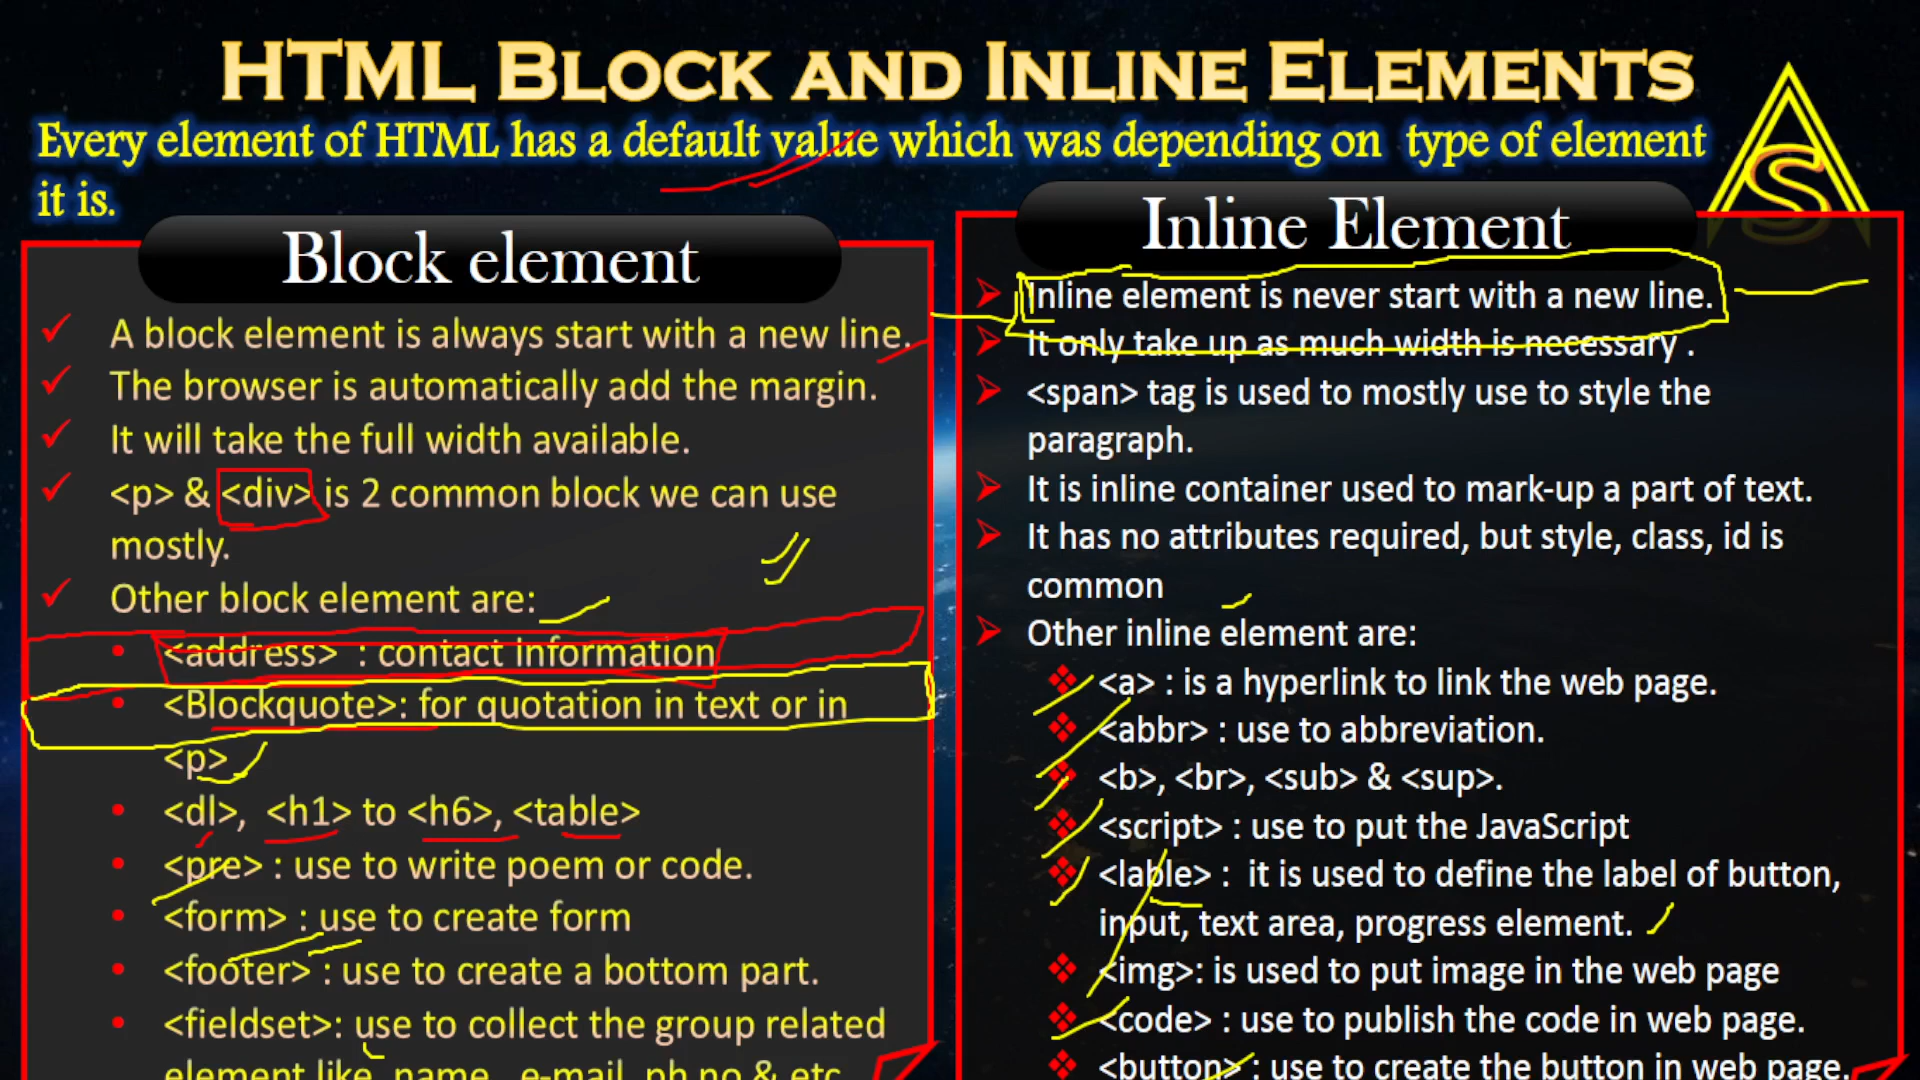 HTML BLOCK AND INLINE ELEMENTS
Every element of HTML has a default value which was depending on type of element
it is.
S
Block element
A block element is always start with a new line.
The browser is automatically add the margin.
It will take the full width available.
<p> & <div> is 2 common block we can use
mostly.
Other block element are:
<address> : contact information
<Blockquote>: for quotation in text or in
<p>
<dl>, <h1> to <h6>, <table>
<pre> : use to write poem or code.
<form> : use to create form
<footer> : use to create a bottom part.
<fieldset>: use to collect the group related
element like name, e-mail, ph no & etc
Inline Element
Inline element is never start with a new line.
It only take up as much width is necessary .
<span> tag is used to mostly use to style the
paragraph.
It is inline container used to mark-up a part of text.
It has no attributes required, but style, class, id is
common
Other inline element are:
<a> : is a hyperlink to link the web page.
<abbr> : use to abbreviation.
<b>, <br>, <sub> & <sup>.
<script> : use to put the JavaScript
<lable> : it is used to define the label of button,
input, text area, progress element.
<img>: is used to put image in the web page
<code> : use to publish the code in web page.
<button> : use to create the button in web page.